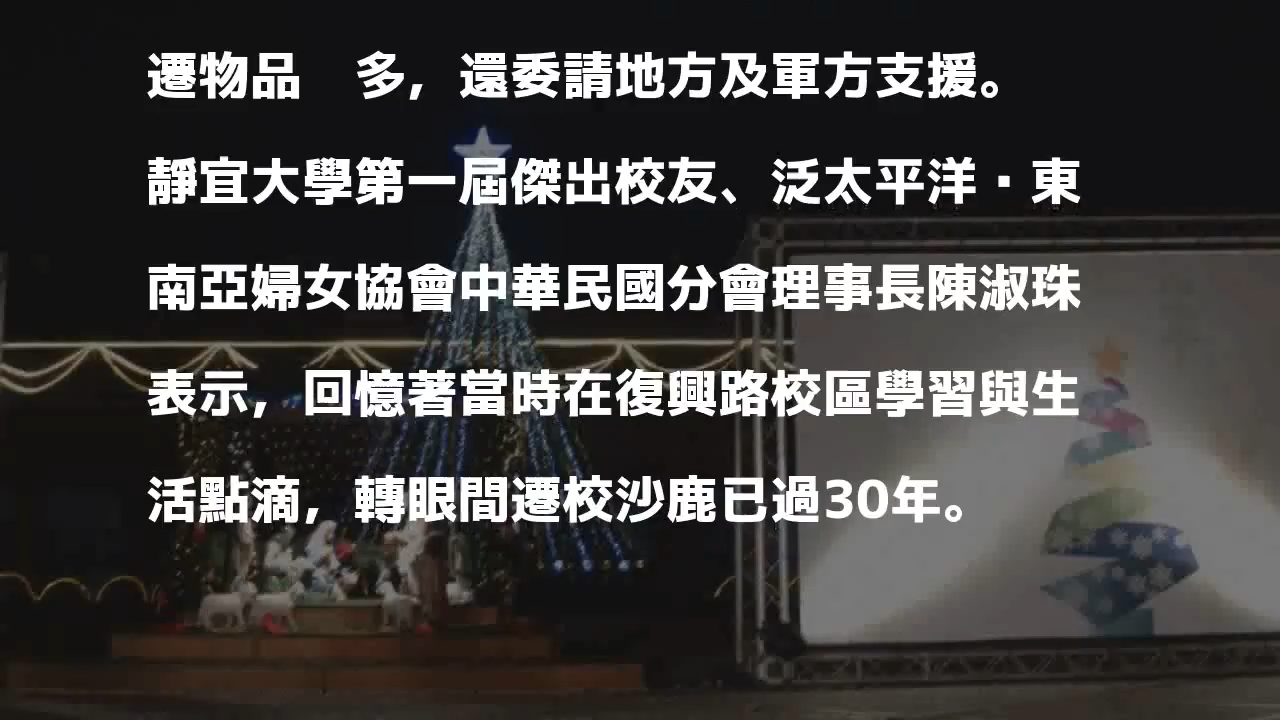 遷物品　多，還委請地方及軍方支援。
靜宜大學第一屆傑出校友、泛太平洋·東
南亞婦女協會中華民國分會理事長陳淑珠
表示，回憶著當時在復興路校區學習與生
活點滴，轉眼間遷校沙鹿已過30年。